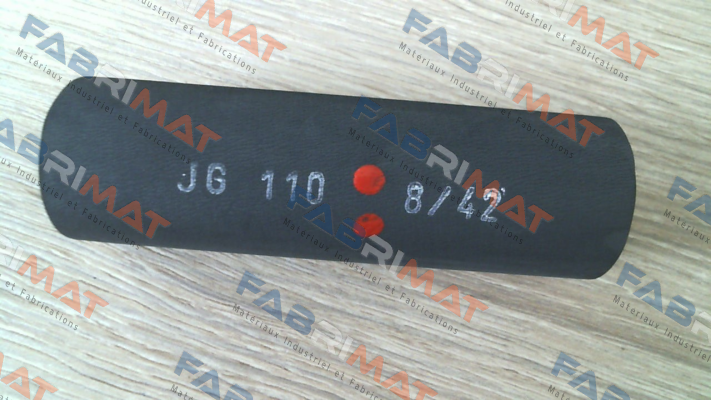 JG 110 8/42
FABRIMAT
Materiaux Industriel et Fabrications